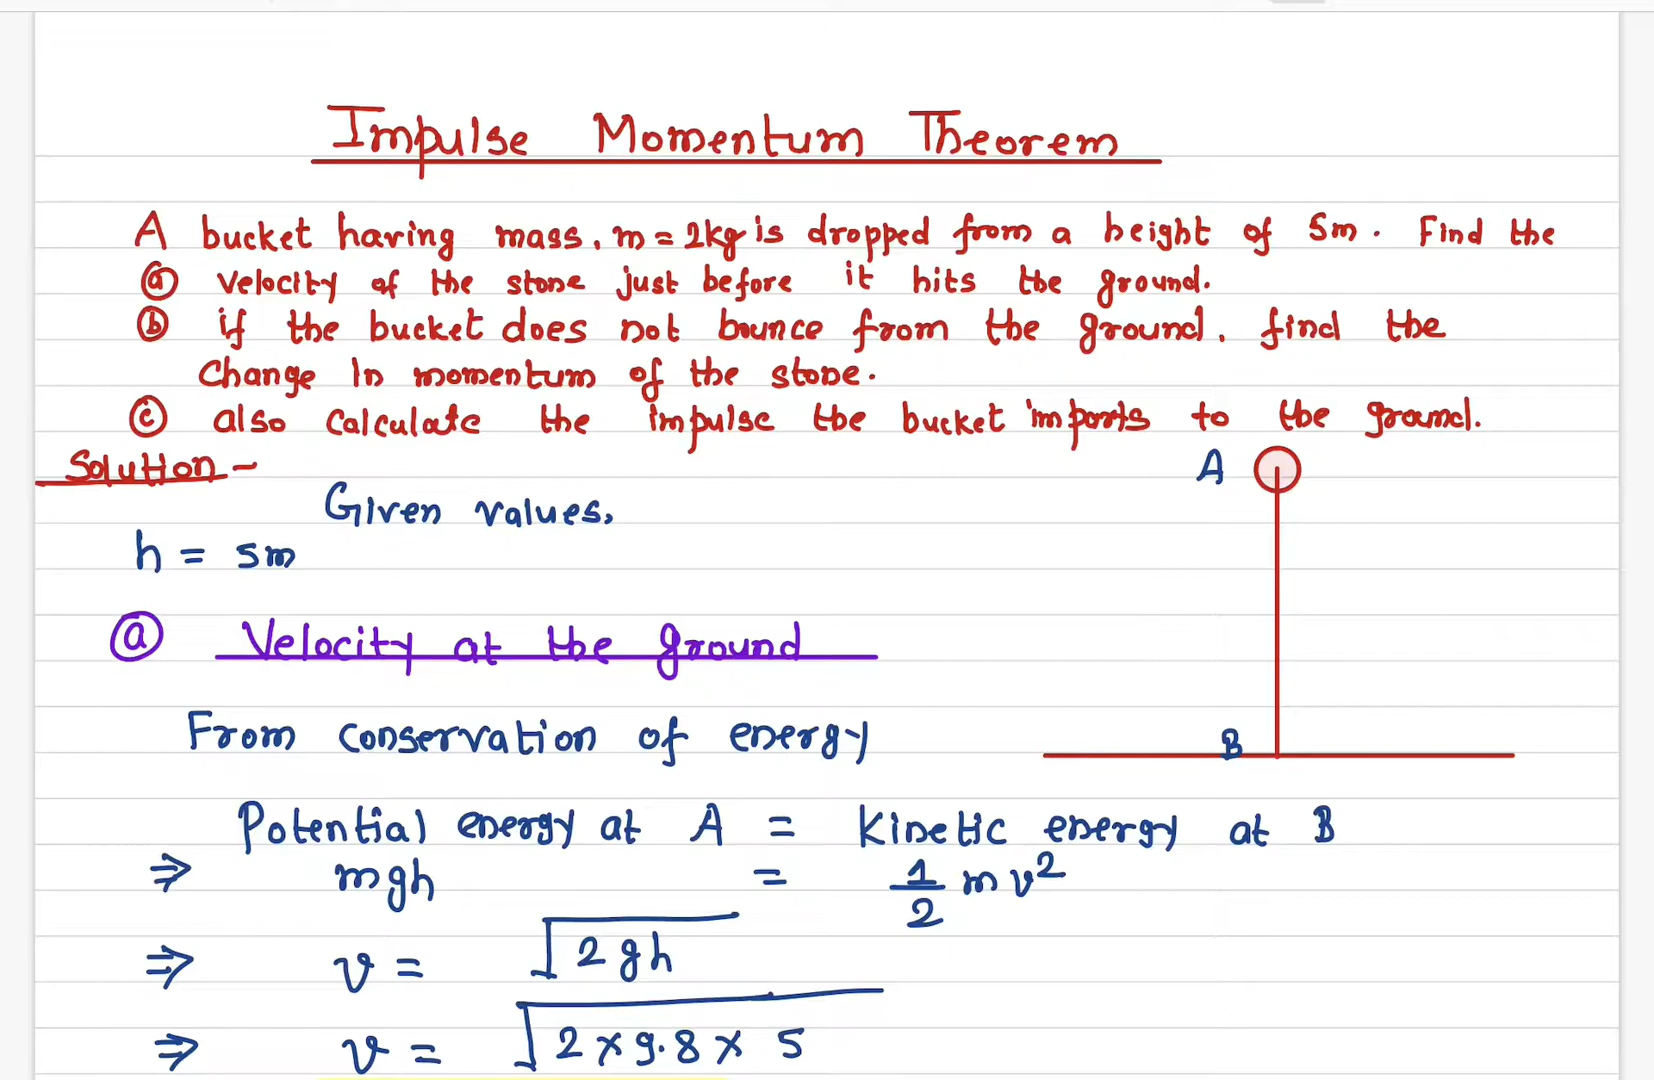 Impulse Momentum Theorem
A bucket having mass, m = 2kg is dropped from a height of 5m. Find the
(a) velocity of the stone just before it hits the ground.
(b) if the bucket does not bounce from the ground, find the
change in momentum of the stone.
(c) also calculate the impulse the bucket imparts to the ground.
Solution -
A
Given values,
h = 5m
(a) Velocity at the ground
From conservation of energy
B
Potential energy at A = Kinetic energy at B
⇒ mgh = 1/2 mv²
⇒ v = √2gh
⇒ v = √2×9.8×5